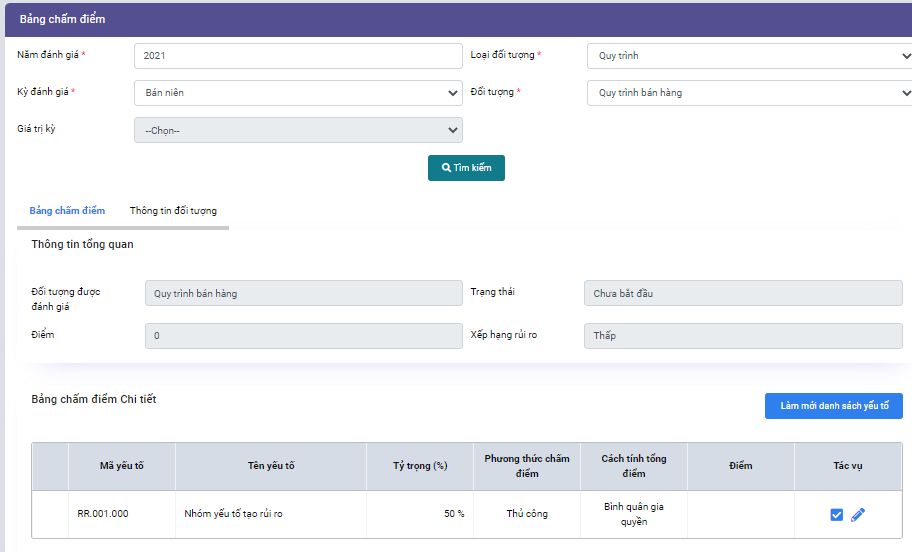 Bảng chấm điểm
Năm đánh giá *
2021
Loại đối tượng *
Quy trình
Kỳ đánh giá *
Bán niên
Đối tượng *
Quy trình bán hàng
Giá trị kỳ
--Chọn--
Tìm kiếm
Bảng chấm điểm
Thông tin đối tượng
Thông tin tổng quan
Đối tượng được
đánh giá
Quy trình bán hàng
Trạng thái
Chưa bắt đầu
Điểm
0
Xếp hạng rủi ro
Thấp
Bảng chấm điểm Chi tiết
Làm mới danh sách yếu tố
Mã yếu tố
Tên yếu tố
Tỷ trọng (%)
Phương thức chấm
điểm
Cách tính tổng
điểm
Điểm
Tác vụ
RR.001.000
Nhóm yếu tố tạo rủi ro
50 %
Thủ công
Bình quân gia
quyền